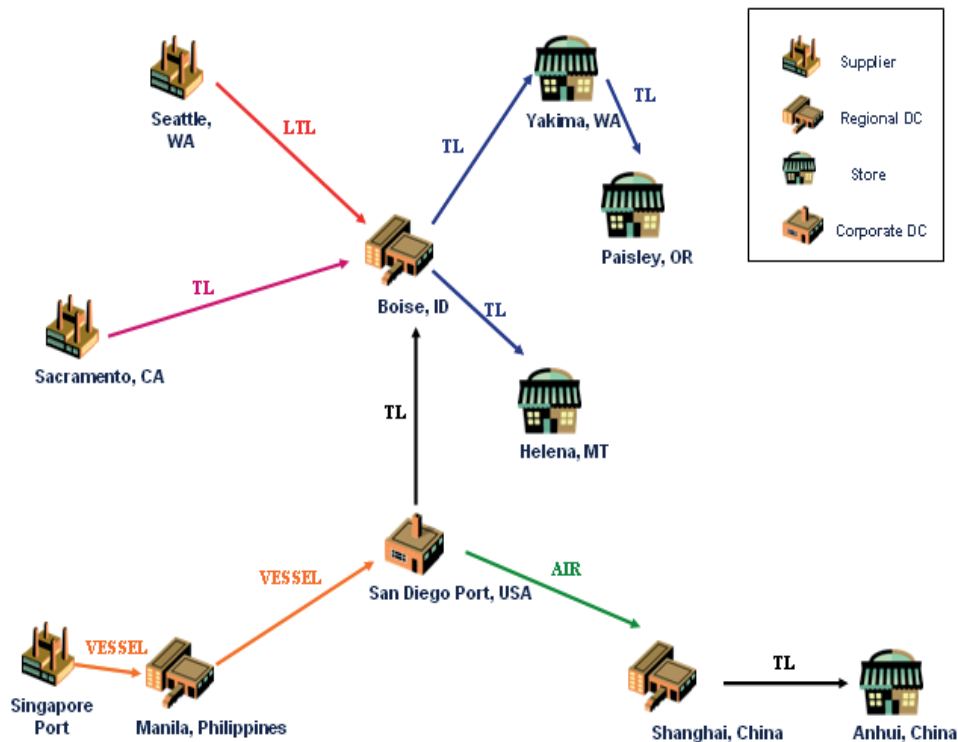 Supplier
Regional DC
Store
Corporate DC
Seattle,
WA
LTL
TL
Yakima, WA
TL
Paisley, OR
TL
Boise, ID
TL
Sacramento, CA
TL
Helena, MT
VESSEL
San Diego Port, USA
AIR
VESSEL
Singapore
Port
Manila, Philippines
TL
Shanghai, China
Anhui, China